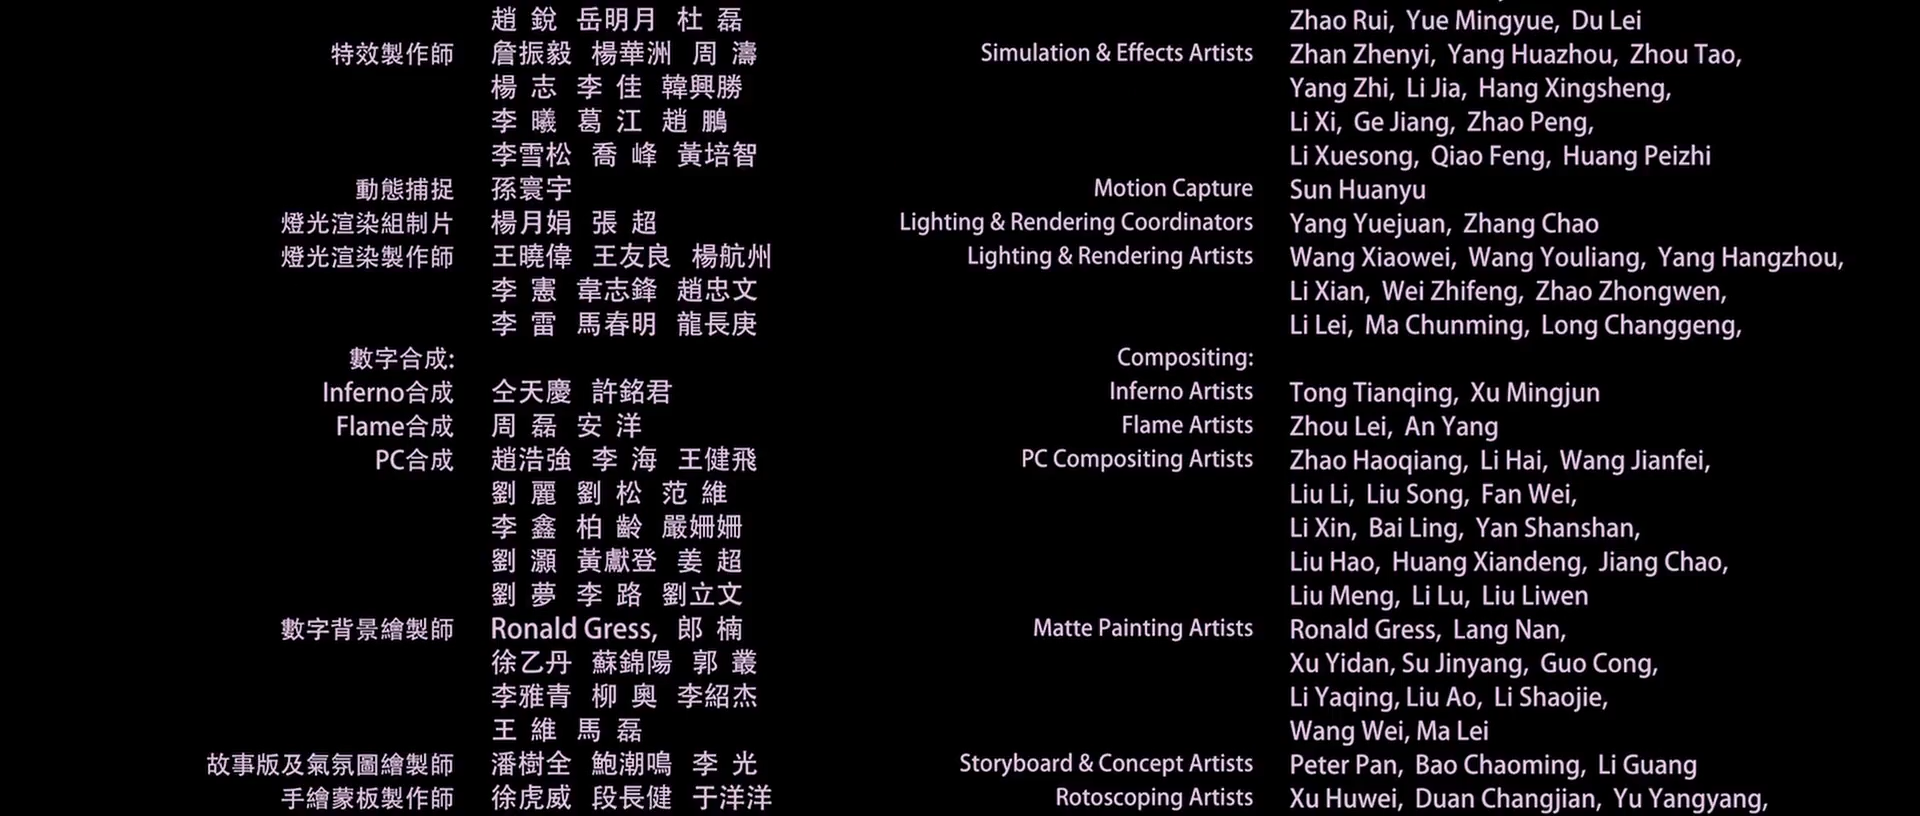 趙 銳 岳明月 杜 磊 Zhao Rui, Yue Mingyue, Du Lei
特效製作師 詹振毅 楊華洲 周 濤 Simulation & Effects Artists Zhan Zhenyi, Yang Huazhou, Zhou Tao,
楊 志 李 佳 韓興勝 Yang Zhi, Li Jia, Hang Xingsheng,
李 曦 葛 江 趙 鵬 Li Xi, Ge Jiang, Zhao Peng,
李雪松 喬 峰 黃培智 Li Xuesong, Qiao Feng, Huang Peizhi
動態捕捉 孫寰宇 Motion Capture Sun Huanyu
燈光渲染組制片 楊月娟 張 超 Lighting & Rendering Coordinators Yang Yuejuan, Zhang Chao
燈光渲染製作師 王曉偉 王友良 楊航州 Lighting & Rendering Artists Wang Xiaowei, Wang Youliang, Yang Hangzhou,
李 憲 韋志鋒 趙忠文 Li Xian, Wei Zhifeng, Zhao Zhongwen,
李 雷 馬春明 龍長庚 Li Lei, Ma Chunming, Long Changgeng,
數字合成: Compositing:
Inferno合成 仝天慶 許銘君 Inferno Artists Tong Tianqing, Xu Mingjun
Flame合成 周 磊 安 洋 Flame Artists Zhou Lei, An Yang
PC合成 趙浩強 李 海 王健飛 PC Compositing Artists Zhao Haoqiang, Li Hai, Wang Jianfei,
劉 麗 劉 松 范 維 Liu Li, Liu Song, Fan Wei,
李 鑫 柏 齡 嚴姍姍 Li Xin, Bai Ling, Yan Shanshan,
劉 灝 黃獻登 姜 超 Liu Hao, Huang Xiandeng, Jiang Chao,
劉 夢 李 路 劉立文 Liu Meng, Li Lu, Liu Liwen
數字背景繪製師 Ronald Gress, 郎 楠 Matte Painting Artists Ronald Gress, Lang Nan,
徐乙丹 蘇錦陽 郭 叢 Xu Yidan, Su Jinyang, Guo Cong,
李雅青 柳 奧 李紹杰 Li Yaqing, Liu Ao, Li Shaojie,
王 維 馬 磊 Wang Wei, Ma Lei
故事版及氣氛圖繪製師 潘樹全 鮑潮鳴 李 光 Storyboard & Concept Artists Peter Pan, Bao Chaoming, Li Guang
手繪蒙板製作師 徐虎威 段長健 于洋洋 Rotoscoping Artists Xu Huwei, Duan Changjian, Yu Yangyang,